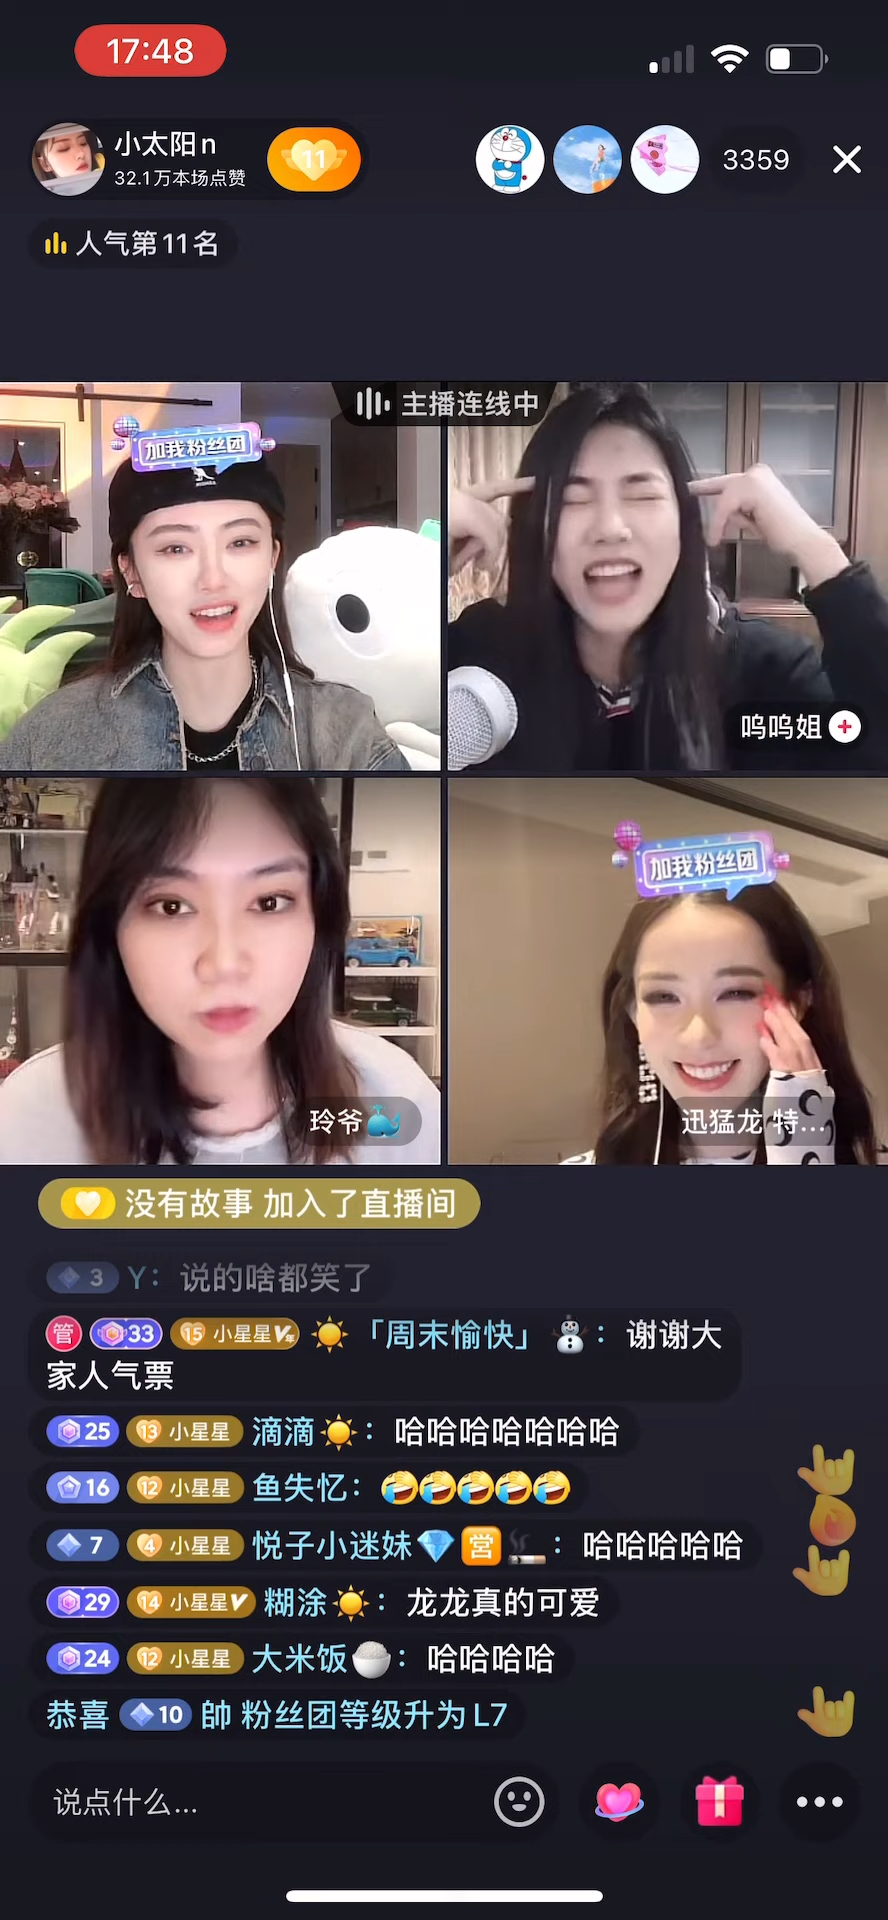 17:48
小太阳n
32.1万本场点赞
11
3359
人气第11名
主播连线中
加我粉丝团
呜呜姐
加我粉丝团
玲爷
迅猛龙 特...
没有故事 加入了直播间
3 Y： 说的啥都笑了
管 33 15 小星星V年 ☀️「周末愉快」⛄： 谢谢大
家人气票
25 13 小星星 滴滴☀️： 哈哈哈哈哈哈哈
16 12 小星星 鱼失忆： 🤣🤣🤣🤣🤣
7 4 小星星 悦子小迷妹💎🈺🚬： 哈哈哈哈哈
29 14 小星星V 糊涂☀️： 龙龙真的可爱
24 12 小星星 大米饭🍚： 哈哈哈哈
恭喜 10 帥 粉丝团等级升为 L7
说点什么...